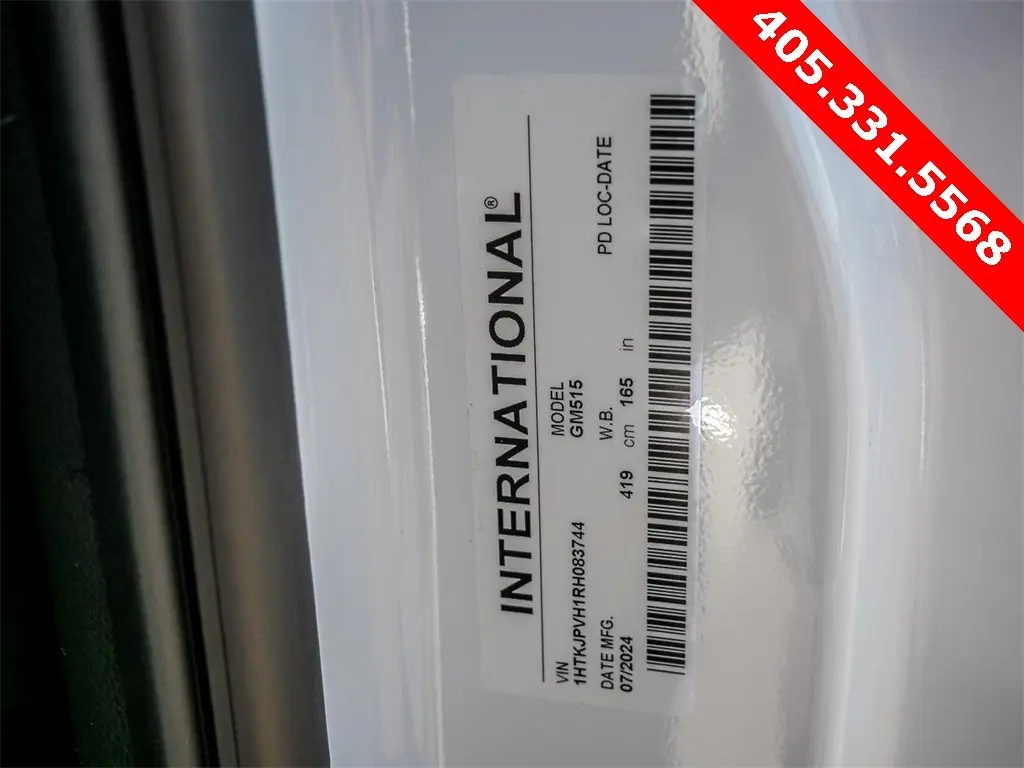 INTERNATIONAL®
VIN
1HTKJPVH1RH083744
MODEL
GM515
DATE MFG.
07/2024
W.B.
419 cm 165 in
PD LOC-DATE
405.331.5568